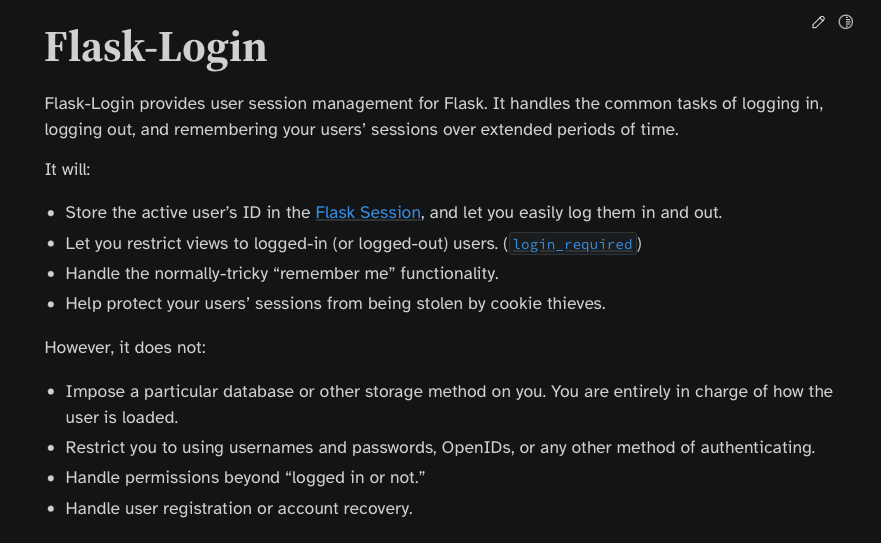 Flask-Login
Flask-Login provides user session management for Flask. It handles the common tasks of logging in,
logging out, and remembering your users’ sessions over extended periods of time.
It will:
• Store the active user’s ID in the Flask Session, and let you easily log them in and out.
• Let you restrict views to logged-in (or logged-out) users. (login_required)
• Handle the normally-tricky “remember me” functionality.
• Help protect your users’ sessions from being stolen by cookie thieves.
However, it does not:
• Impose a particular database or other storage method on you. You are entirely in charge of how the
user is loaded.
• Restrict you to using usernames and passwords, OpenIDs, or any other method of authenticating.
• Handle permissions beyond “logged in or not.”
• Handle user registration or account recovery.